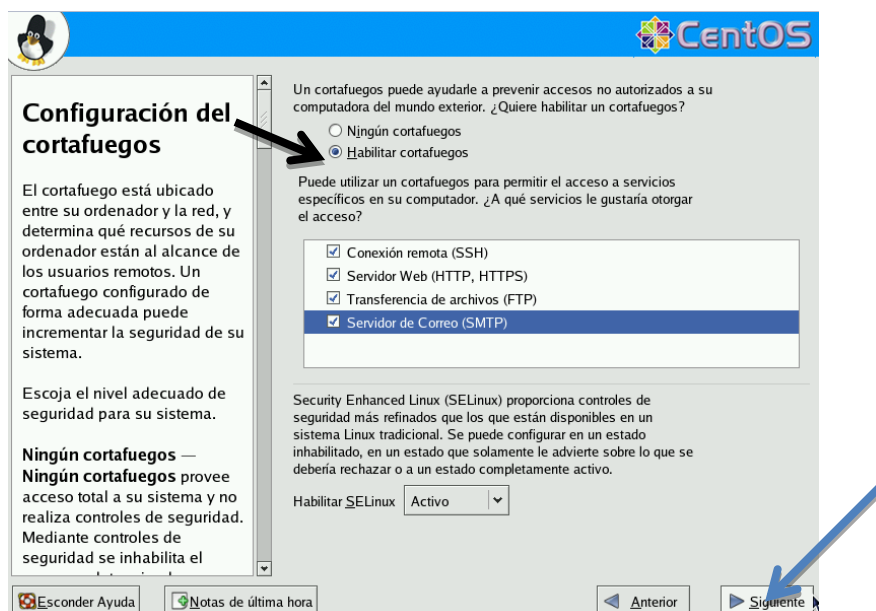 CentOS
Configuración del
cortafuegos
El cortafuego está ubicado
entre su ordenador y la red, y
determina qué recursos de su
ordenador están al alcance de
los usuarios remotos. Un
cortafuego configurado de
forma adecuada puede
incrementar la seguridad de su
sistema.
Escoja el nivel adecuado de
seguridad para su sistema.
Ningún cortafuegos —
Ningún cortafuegos provee
acceso total a su sistema y no
realiza controles de seguridad.
Mediante controles de
seguridad se inhabilita el
Un cortafuegos puede ayudarle a prevenir accesos no autorizados a su
computadora del mundo exterior. ¿Quiere habilitar un cortafuegos?
Ningún cortafuegos
Habilitar cortafuegos
Puede utilizar un cortafuegos para permitir el acceso a servicios
específicos en su computador. ¿A qué servicios le gustaría otorgar
el acceso?
Conexión remota (SSH)
Servidor Web (HTTP, HTTPS)
Transferencia de archivos (FTP)
Servidor de Correo (SMTP)
Security Enhanced Linux (SELinux) proporciona controles de
seguridad más refinados que los que están disponibles en un
sistema Linux tradicional. Se puede configurar en un estado
inhabilitado, en un estado que solamente le advierte sobre lo que se
debería rechazar o a un estado completamente activo.
Habilitar SELinux Activo
Esconder Ayuda Notas de última hora Anterior Siguiente